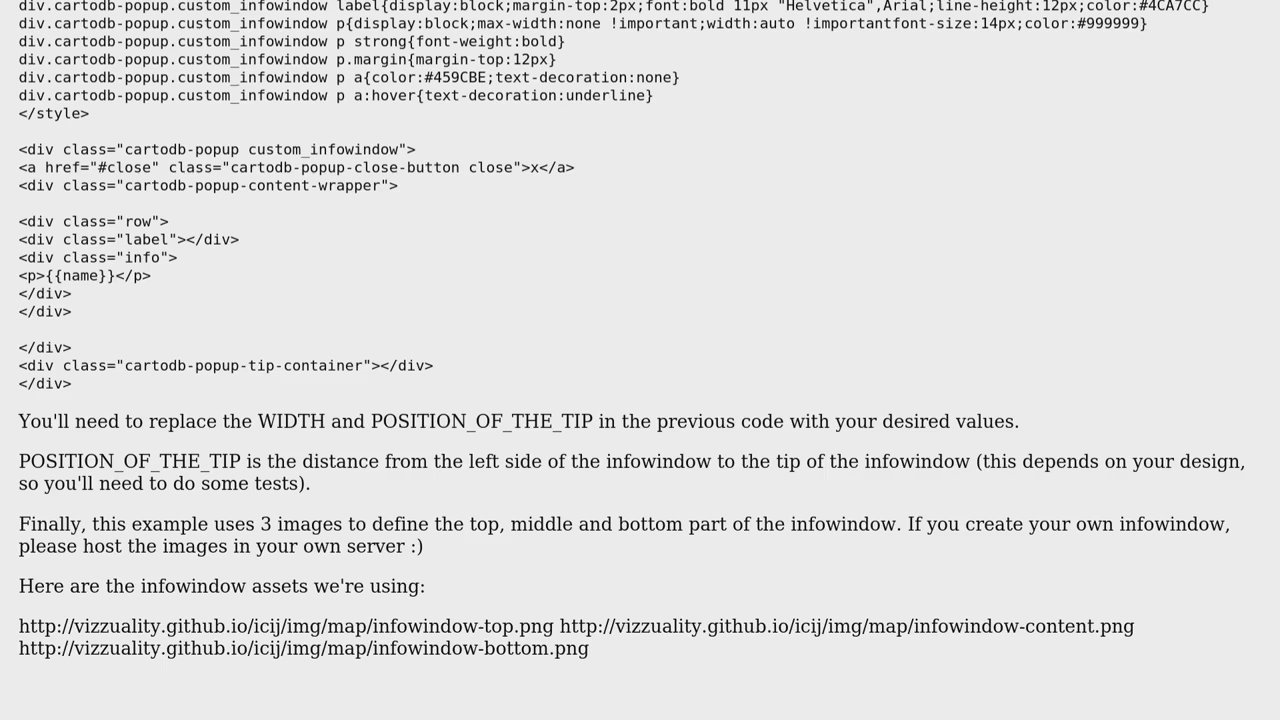 div.cartodb-popup.custom_infowindow label{display:block;margin-top:2px;font:bold 11px "Helvetica",Arial;line-height:12px;color:#4CA7CC}
div.cartodb-popup.custom_infowindow p{display:block;max-width:none !important;width:auto !importantfont-size:14px;color:#999999}
div.cartodb-popup.custom_infowindow p strong{font-weight:bold}
div.cartodb-popup.custom_infowindow p.margin{margin-top:12px}
div.cartodb-popup.custom_infowindow p a{color:#459CBE;text-decoration:none}
div.cartodb-popup.custom_infowindow p a:hover{text-decoration:underline}
</style>
<div class="cartodb-popup custom_infowindow">
<a href="#close" class="cartodb-popup-close-button close">x</a>
<div class="cartodb-popup-content-wrapper">
<div class="row">
<div class="label"></div>
<div class="info">
<p>{{name}}</p>
</div>
</div>
</div>
<div class="cartodb-popup-tip-container"></div>
</div>
You'll need to replace the WIDTH and POSITION_OF_THE_TIP in the previous code with your desired values.
POSITION_OF_THE_TIP is the distance from the left side of the infowindow to the tip of the infowindow (this depends on your design,
so you'll need to do some tests).
Finally, this example uses 3 images to define the top, middle and bottom part of the infowindow. If you create your own infowindow,
please host the images in your own server :)
Here are the infowindow assets we're using:
http://vizzuality.github.io/icij/img/map/infowindow-top.png http://vizzuality.github.io/icij/img/map/infowindow-content.png
http://vizzuality.github.io/icij/img/map/infowindow-bottom.png